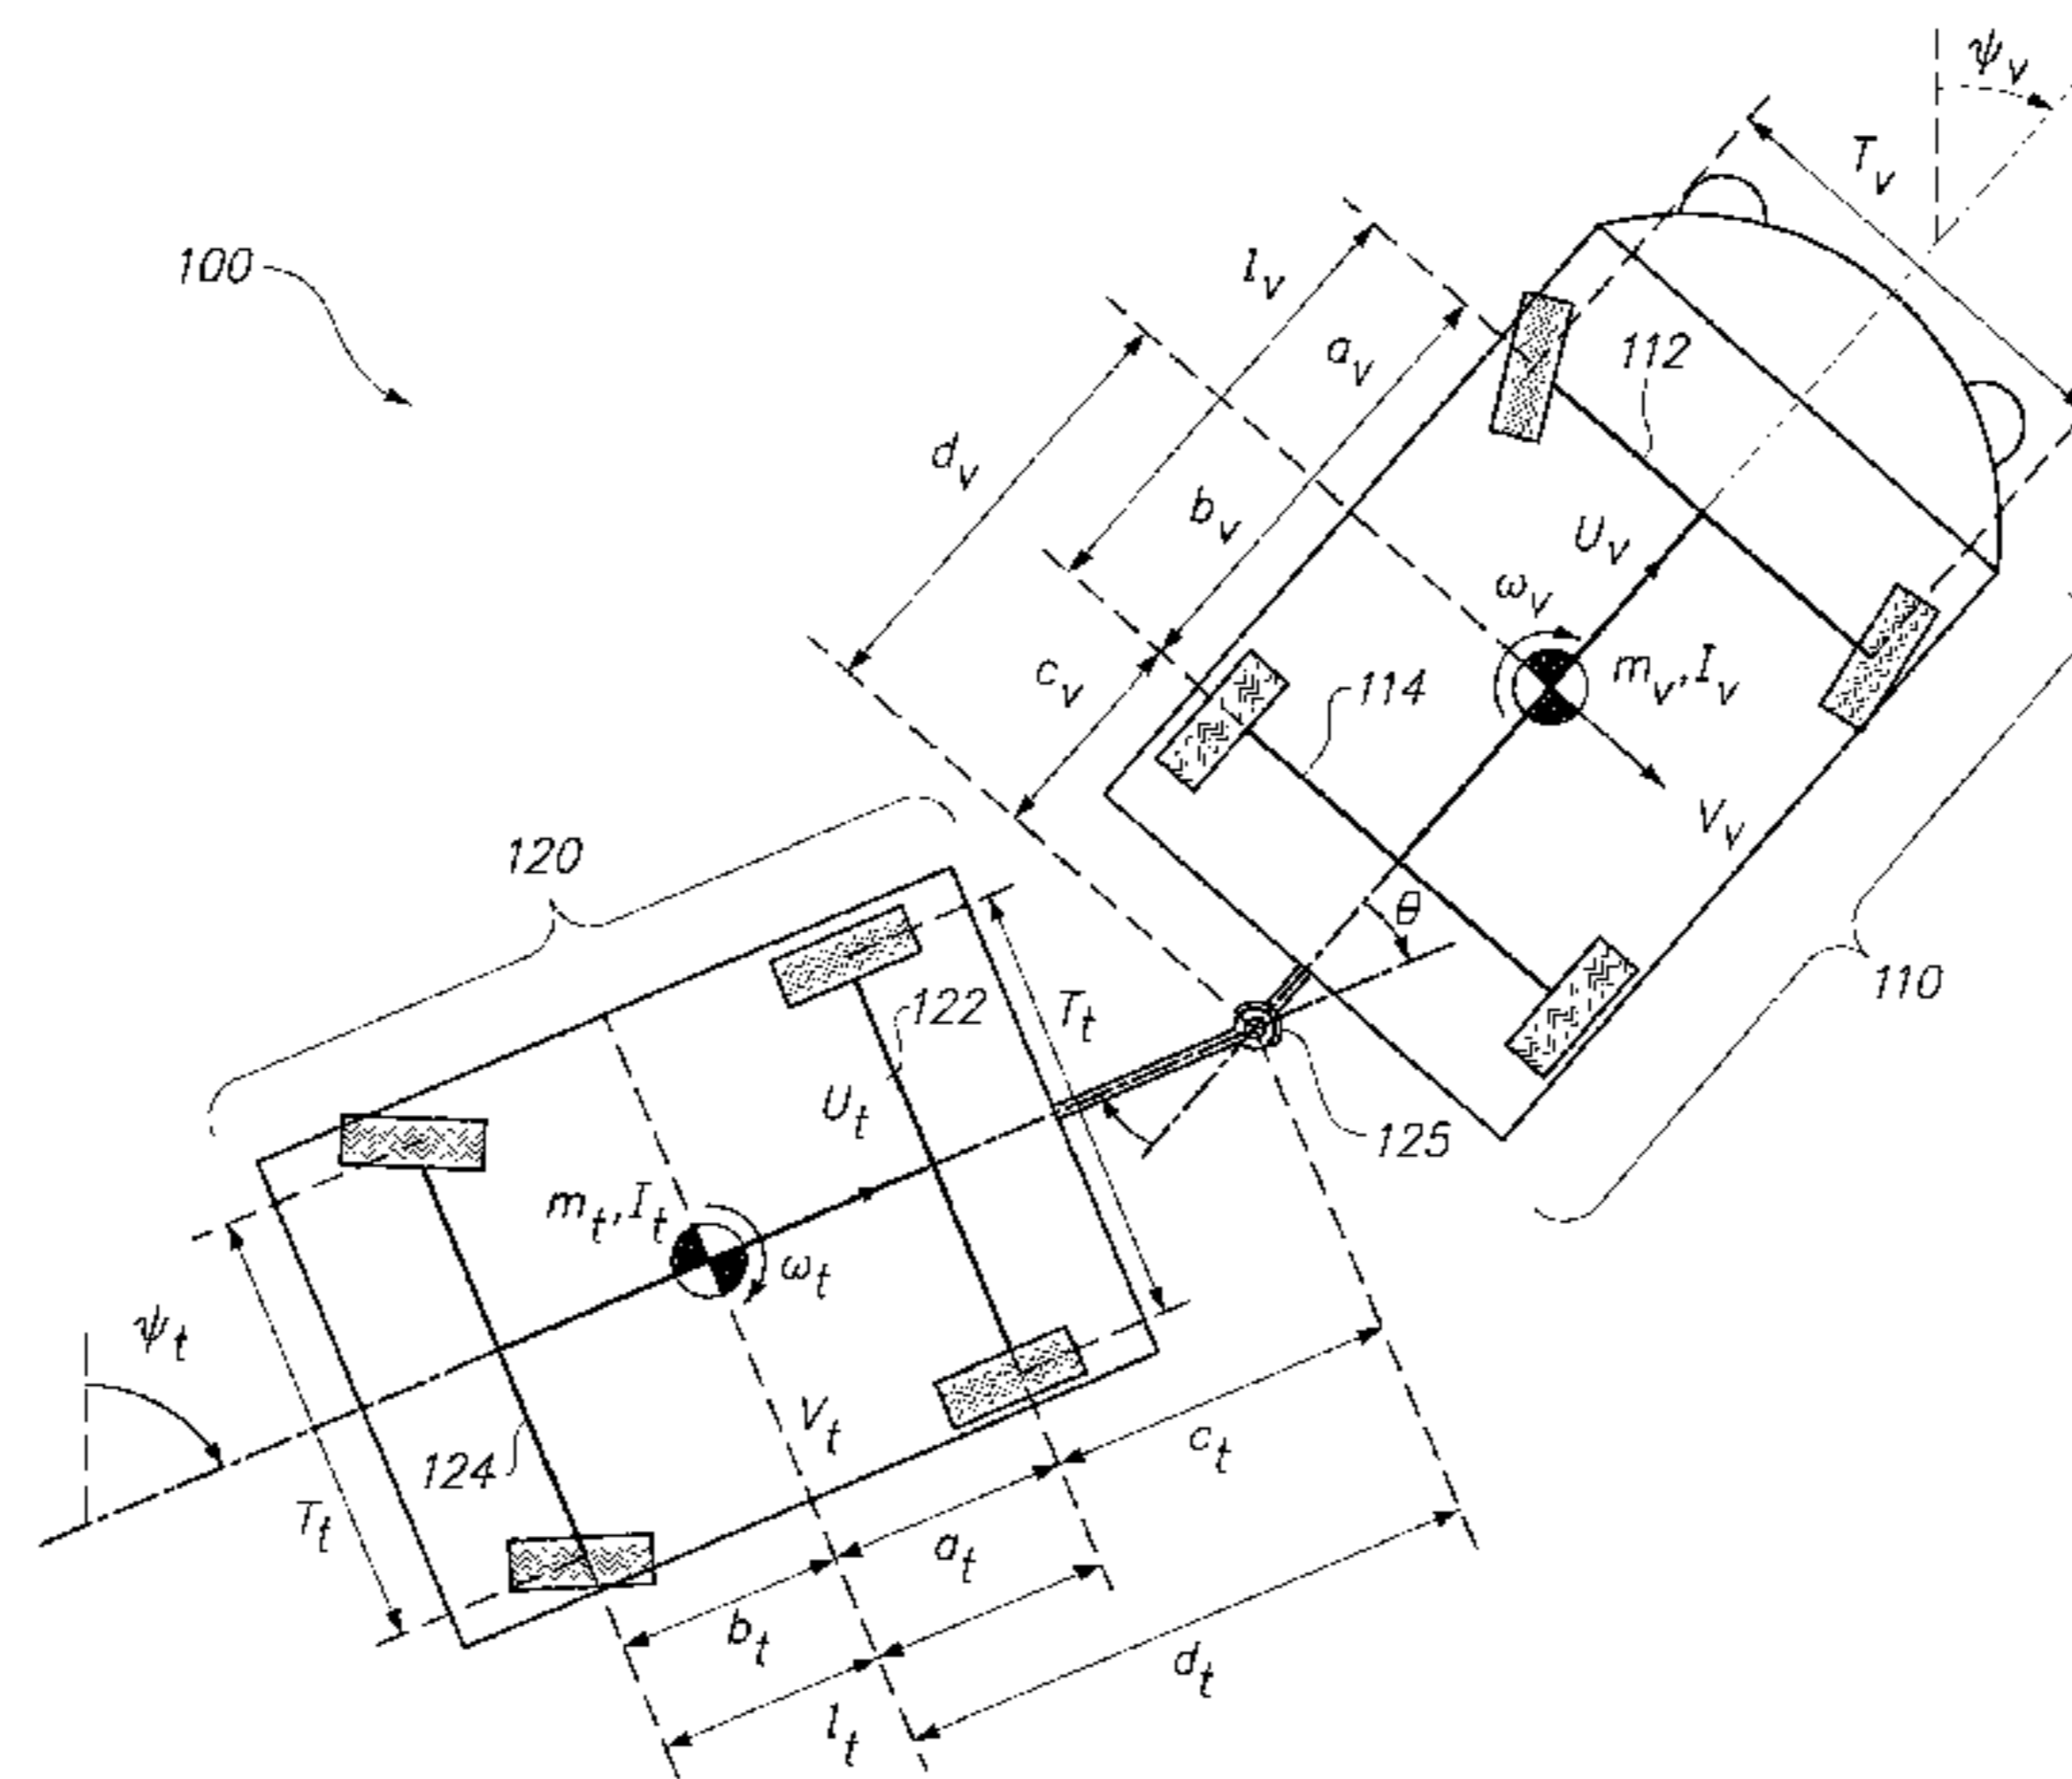 ψv
Tv
100
lv
av
112
dv
bv
Uv
ωv
cv
mv,Iv
114
Vv
120
θ
110
122
Tt
Ut
125
mt,It
ωt
ψt
Vt
ct
124
Tt
at
bt
dt
lt